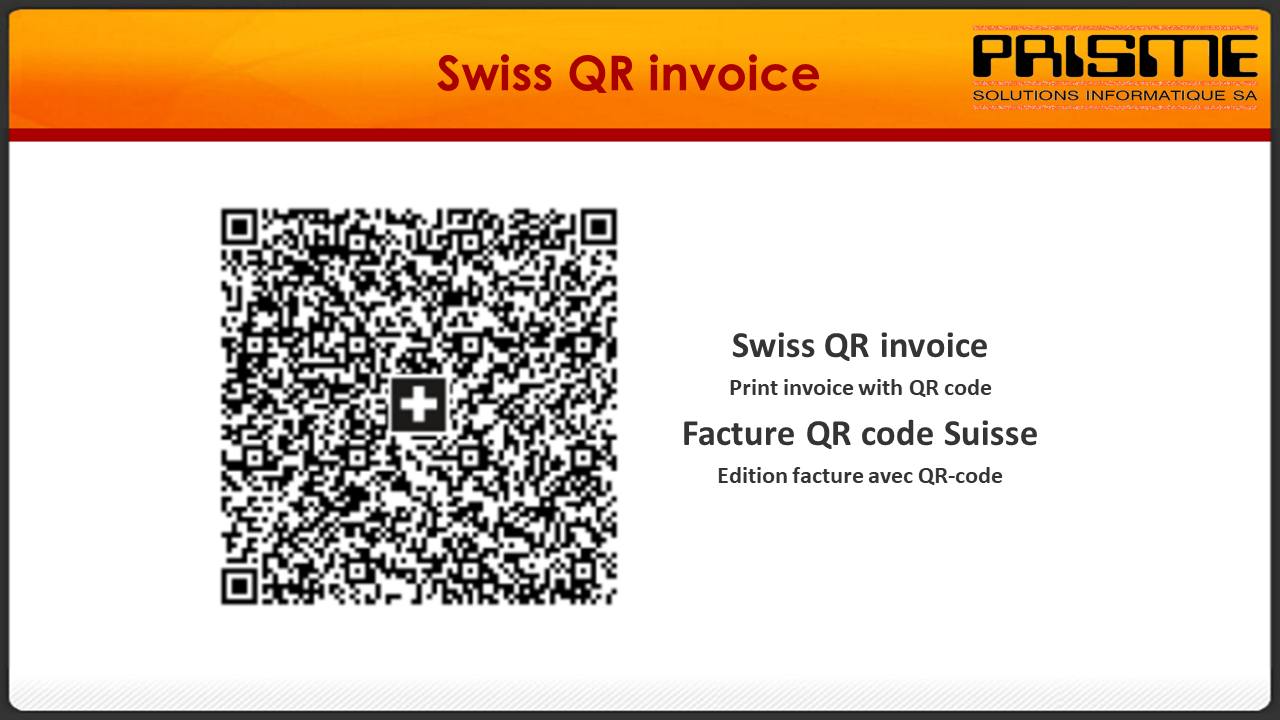 Swiss QR invoice
PRISME
SOLUTIONS INFORMATIQUE SA
Swiss QR invoice
Print invoice with QR code
Facture QR code Suisse
Edition facture avec QR-code